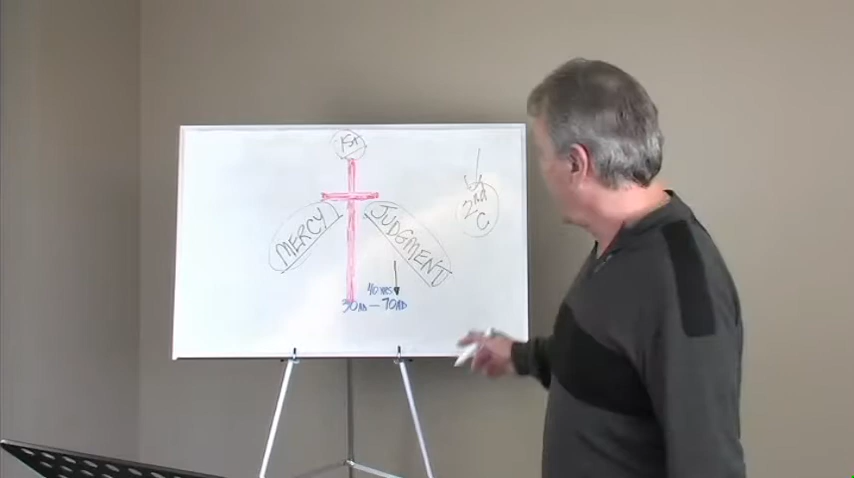 1ST
MERCY
JUDGMENT
2ND
C
40 YRS
30AD — 70AD